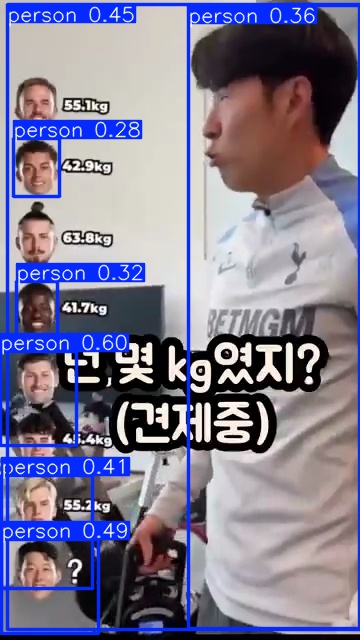 person 0.45
person 0.36
55.1kg
person 0.28
42.9kg
63.8kg
person 0.32
41.7kg
BETMGM
person 0.60
넌 몇 kg였지?
(견제중)
45.4kg
person 0.41
55.2kg
person 0.49
?